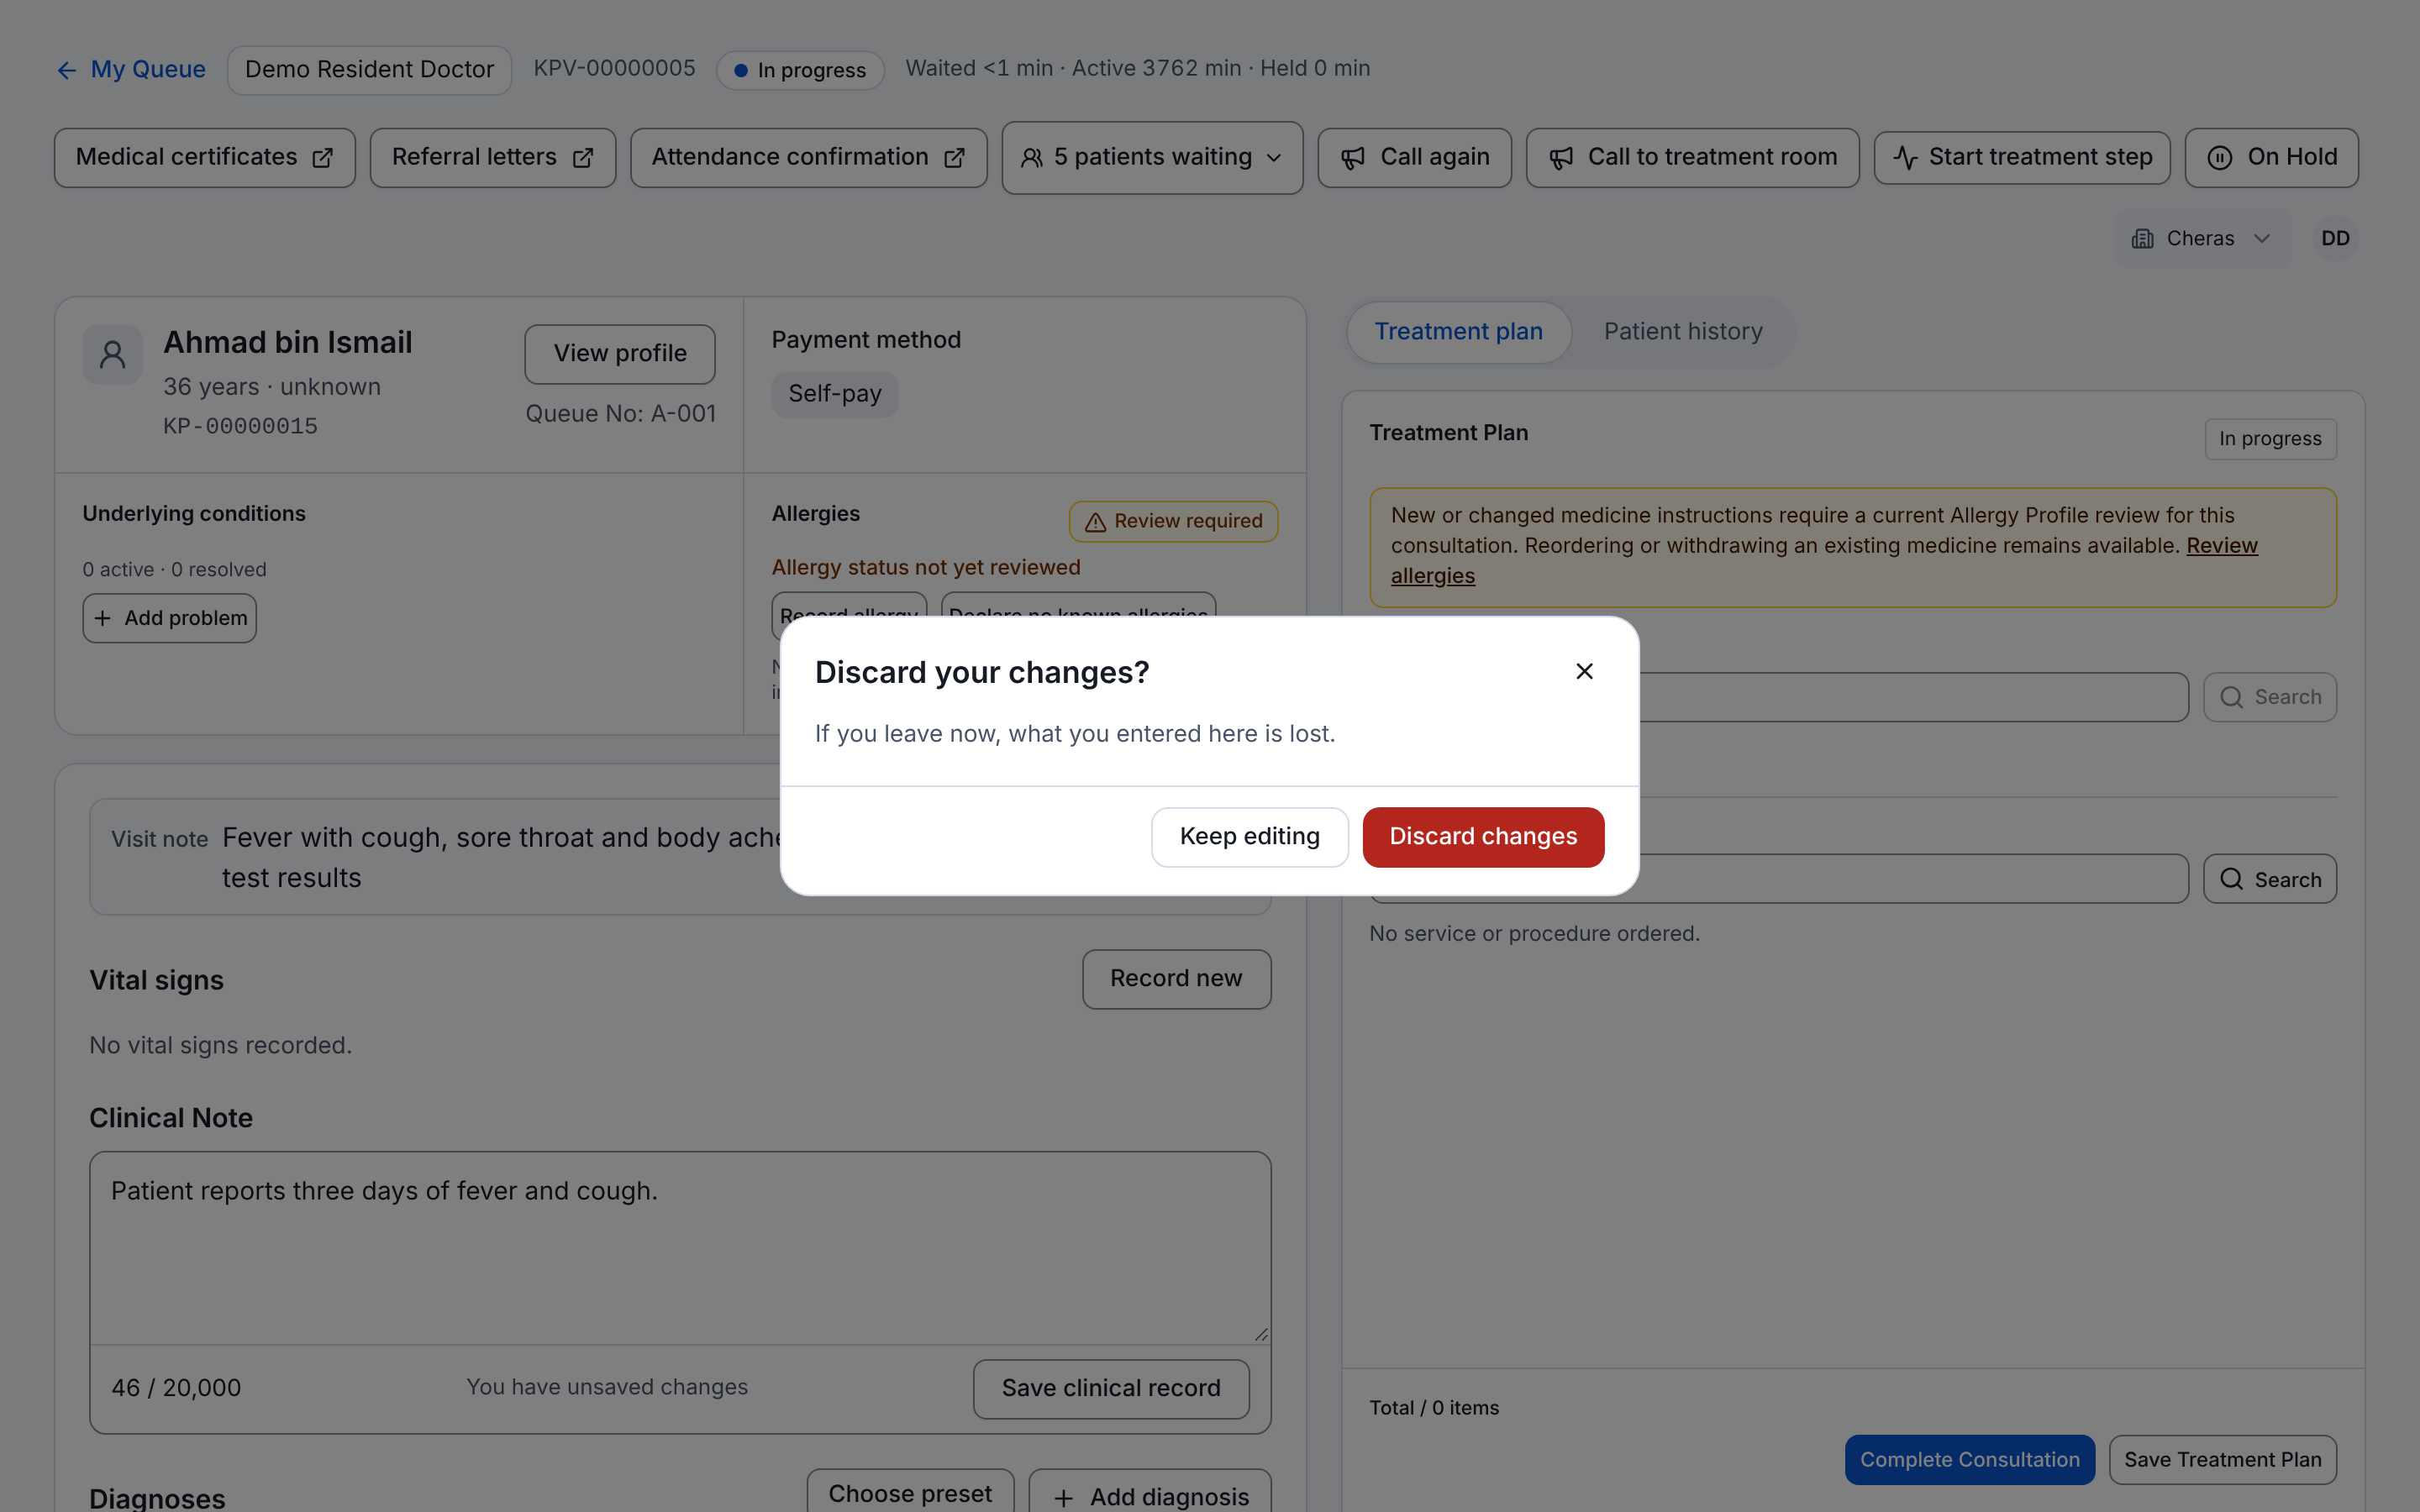 My Queue
Demo Resident Doctor
KPV-00000005
In progress
Waited <1 min · Active 3762 min · Held 0 min
Medical certificates
Referral letters
Attendance confirmation
5 patients waiting
Call again
Call to treatment room
Start treatment step
On Hold
Cheras
DD
Ahmad bin Ismail
36 years · unknown
KP-00000015
View profile
Queue No: A-001
Payment method
Self-pay
Underlying conditions
0 active · 0 resolved
Add problem
Allergies
Review required
Allergy status not yet reviewed
Record allergy
Declare no known allergies
Treatment plan
Patient history
Treatment Plan
In progress
New or changed medicine instructions require a current Allergy Profile review for this
consultation. Reordering or withdrawing an existing medicine remains available. Review
allergies
Search
Discard your changes?
If you leave now, what you entered here is lost.
Keep editing
Discard changes
Search
No service or procedure ordered.
Visit note
Fever with cough, sore throat and body
test results
Vital signs
Record new
No vital signs recorded.
Clinical Note
Patient reports three days of fever and cough.
46 / 20,000
You have unsaved changes
Save clinical record
Diagnoses
Choose preset
Add diagnosis
Total / 0 items
Complete Consultation
Save Treatment Plan